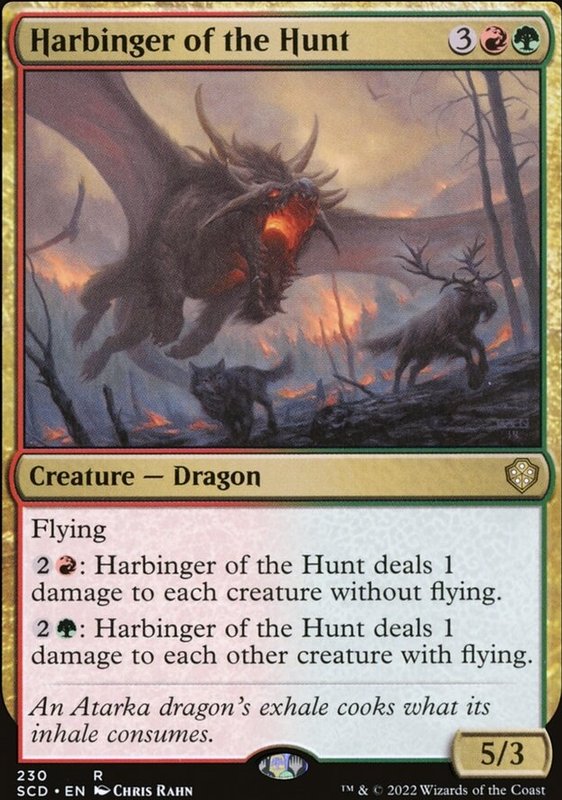 Harbinger of the Hunt 3
Creature — Dragon
Flying
2: Harbinger of the Hunt deals 1
damage to each creature without flying.
2: Harbinger of the Hunt deals 1
damage to each other creature with flying.
An Atarka dragon's exhale cooks what its
inhale consumes.
5/3
230 R
SCD • EN Chris Rahn
™ & © 2022 Wizards of the Coast